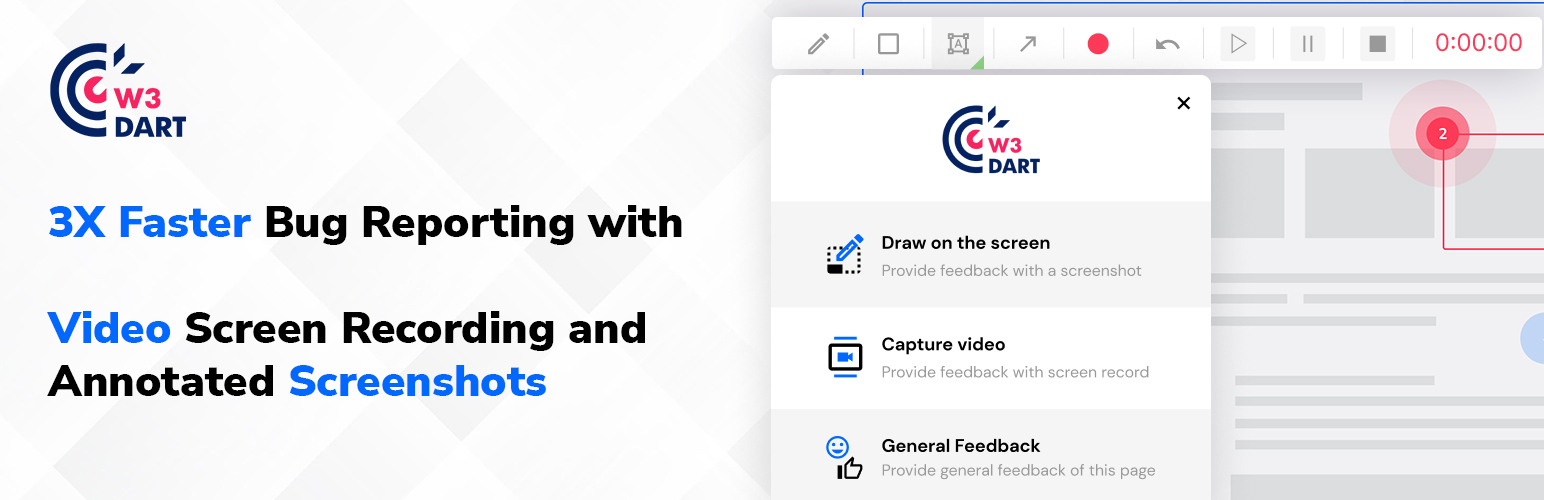 W3
DART
3X Faster Bug Reporting with
Video Screen Recording and
Annotated Screenshots
A
0:00:00
W3
DART
Draw on the screen
Provide feedback with a screenshot
Capture video
Provide feedback with screen record
General Feedback
Provide general feedback of this page
2